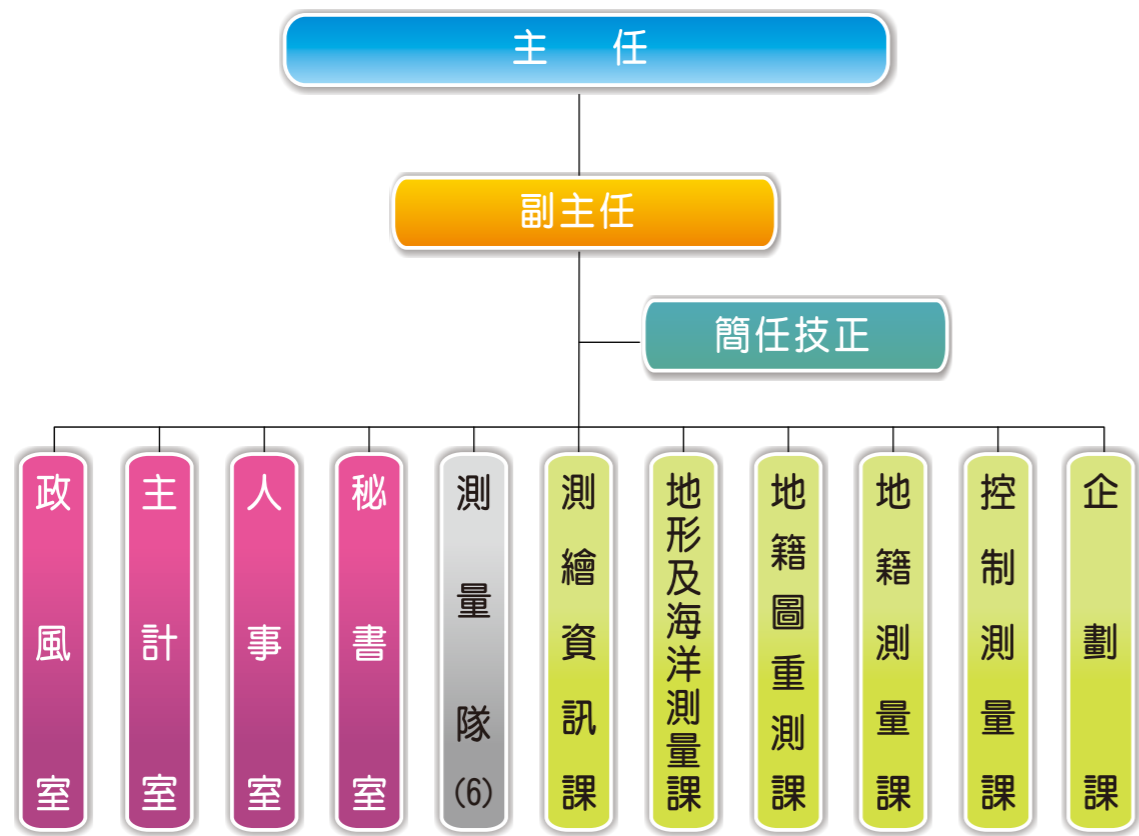 主 任
副主任
簡任技正
政風室
主計室
人事室
秘書室
測量隊(6)
測繪資訊課
地形及海洋測量課
地籍圖重測課
地籍測量課
控制測量課
企劃課